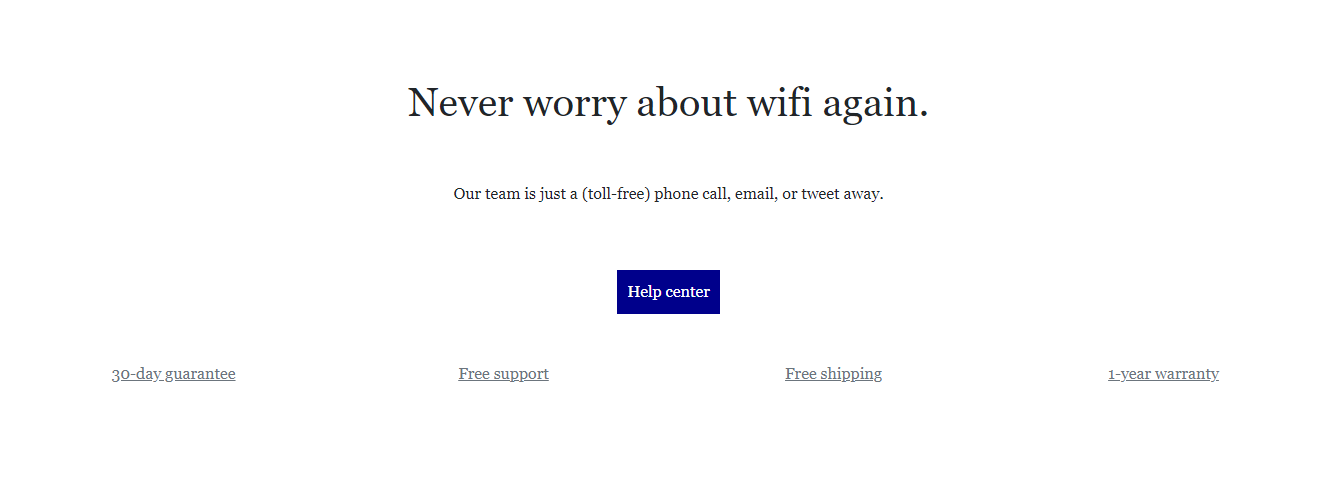 Never worry about wifi again.
Our team is just a (toll-free) phone call, email, or tweet away.
Help center
30-day guarantee Free support Free shipping 1-year warranty